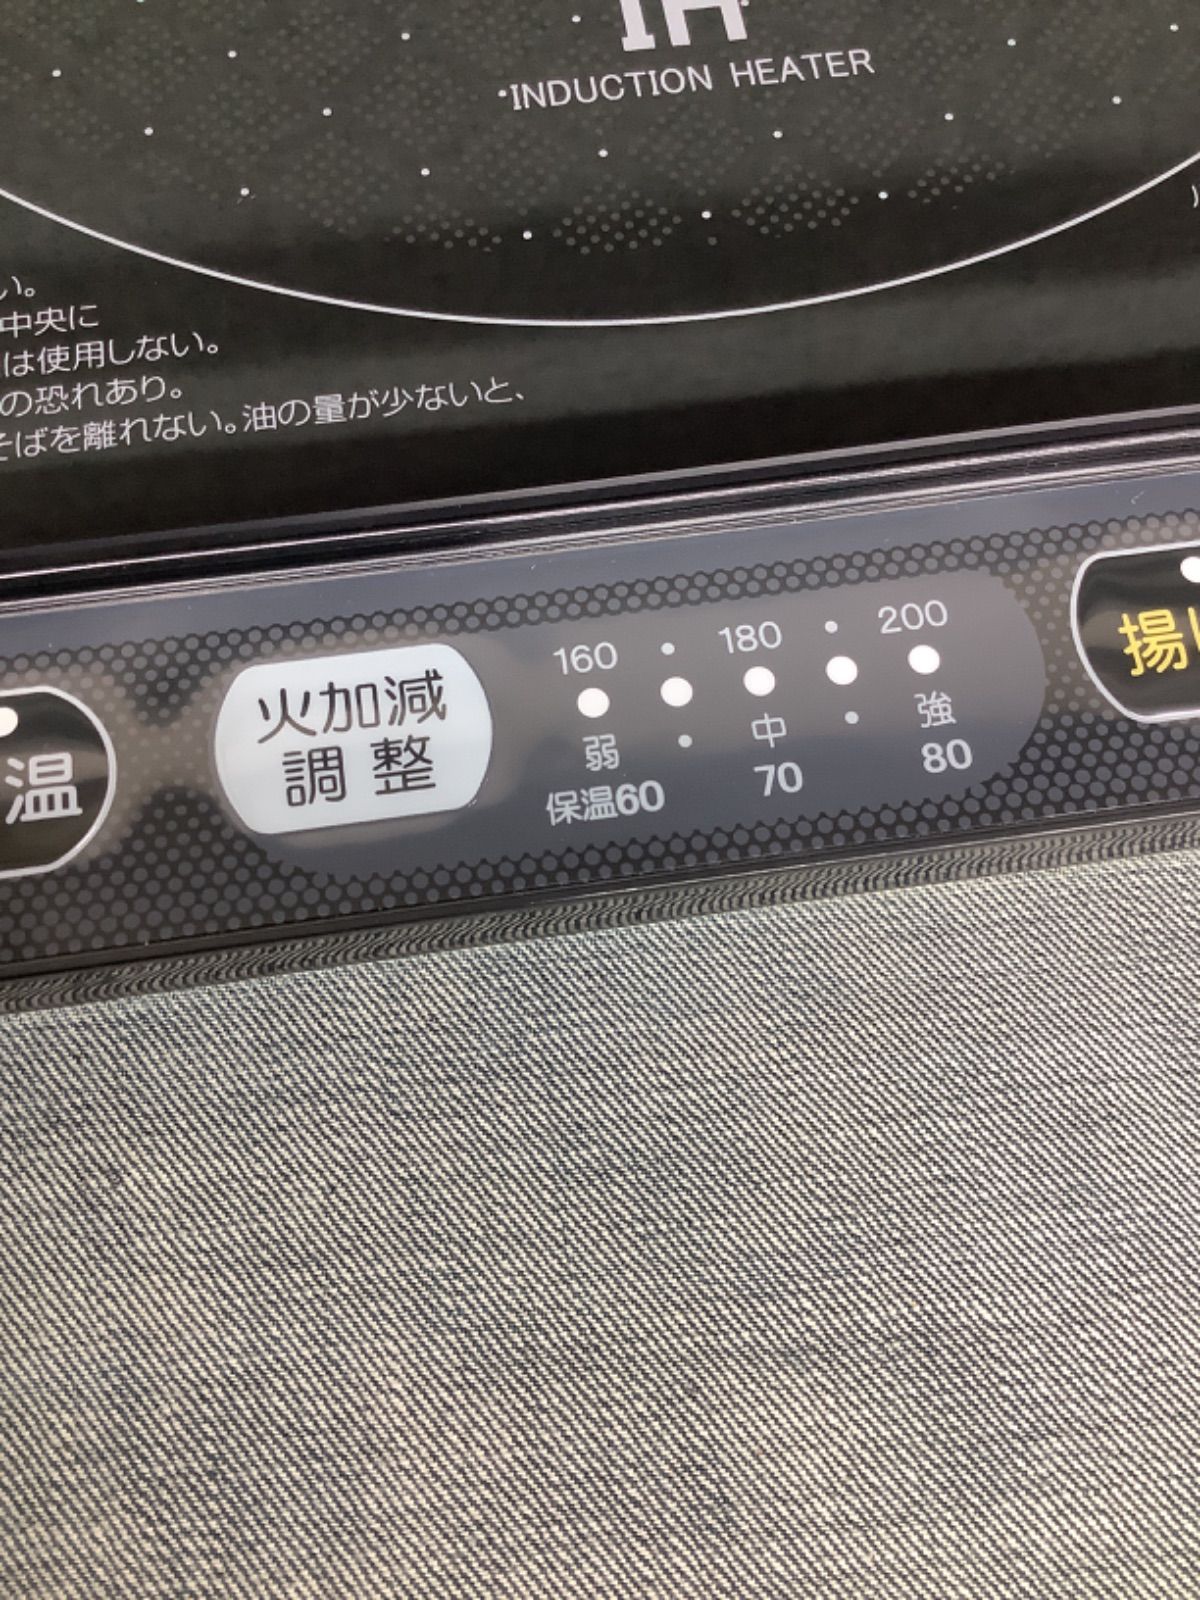 IH
INDUCTION HEATER
い。
中央に
は使用しない。
の恐れあり。
そばを離れない。油の量が少ないと、
160 • 180 • 200
火加減
調整
弱 • 中 • 強
保温60 70 80
温
揚